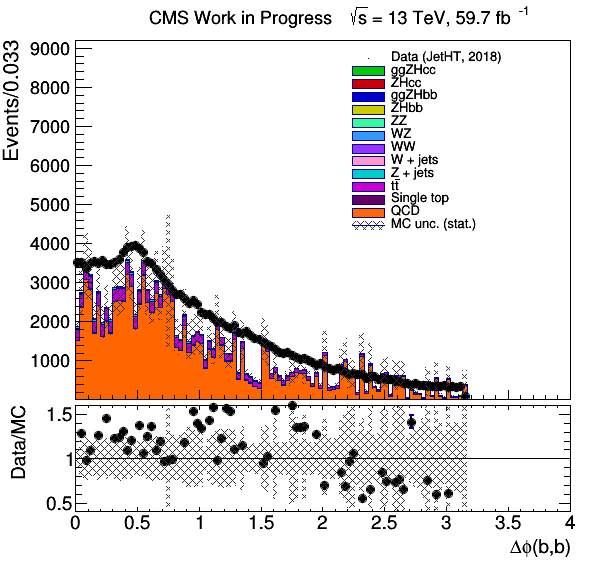 CMS Work in Progress √s = 13 TeV, 59.7 fb⁻¹
Events/0.033
9000
8000
7000
6000
5000
4000
3000
2000
1000
Data (JetHT, 2018)
ggZHcc
ZHcc
ggZHbb
ZHbb
ZZ
WZ
WW
W + jets
Z + jets
tt̄
Single top
QCD
MC unc. (stat.)
Data/MC
1.5
1
0.5
0 0.5 1 1.5 2 2.5 3 3.5 4
Δϕ(b,b)